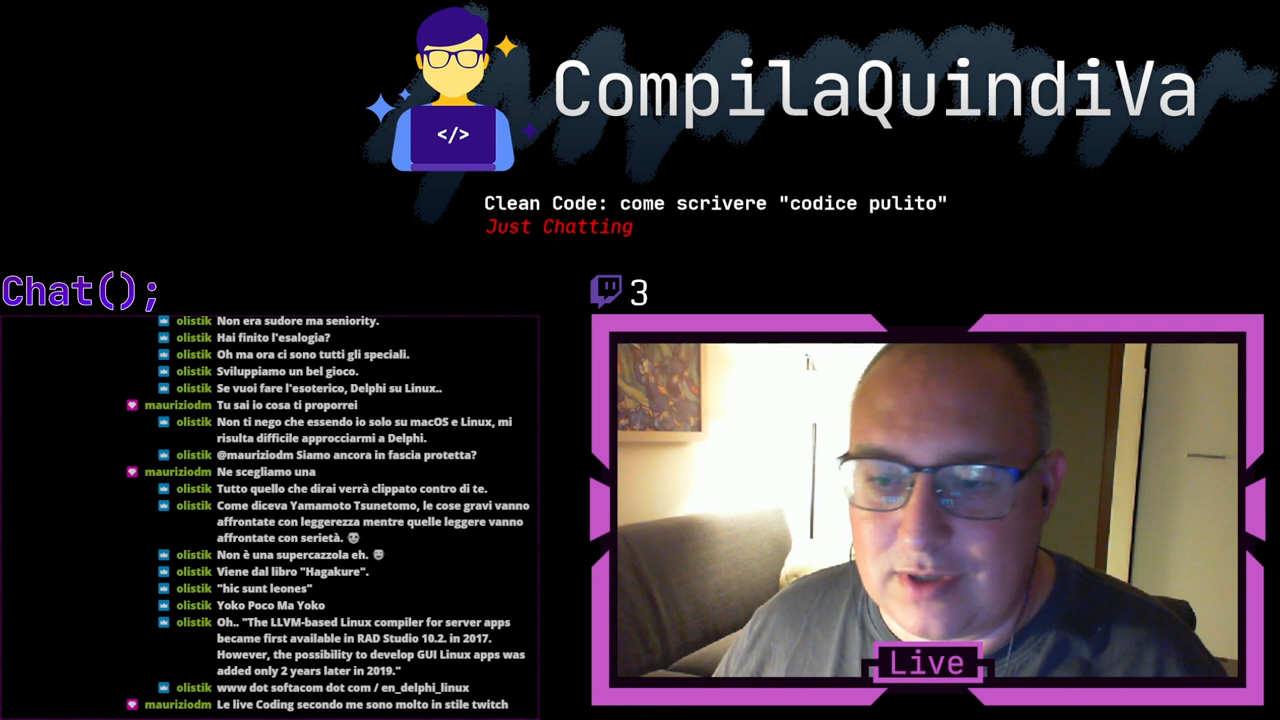 </>
CompilaQuindiVa
Clean Code: come scrivere "codice pulito"
Just Chatting
Chat();
3
olistik Non era sudore ma seniority.
olistik Hai finito l'esalogia?
olistik Oh ma ora ci sono tutti gli speciali.
olistik Sviluppiamo un bel gioco.
olistik Se vuoi fare l'esoterico, Delphi su Linux..
mauriziodm Tu sai io cosa ti proporrei
olistik Non ti nego che essendo io solo su macOS e Linux, mi
risulta difficile approcciarmi a Delphi.
olistik @mauriziodm Siamo ancora in fascia protetta?
mauriziodm Ne scegliamo una
olistik Tutto quello che dirai verrà clippato contro di te.
olistik Come diceva Yamamoto Tsunetomo, le cose gravi vanno
affrontate con leggerezza mentre quelle leggere vanno
affrontate con serietà.
olistik Non è una supercazzola eh.
olistik Viene dal libro "Hagakure".
olistik "hic sunt leones"
olistik Yoko Poco Ma Yoko
olistik Oh.. "The LLVM-based Linux compiler for server apps
became first available in RAD Studio 10.2. in 2017.
However, the possibility to develop GUI Linux apps was
added only 2 years later in 2019."
olistik www dot softacom dot com / en_delphi_linux
mauriziodm Le live Coding secondo me sono molto in stile twitch
Live